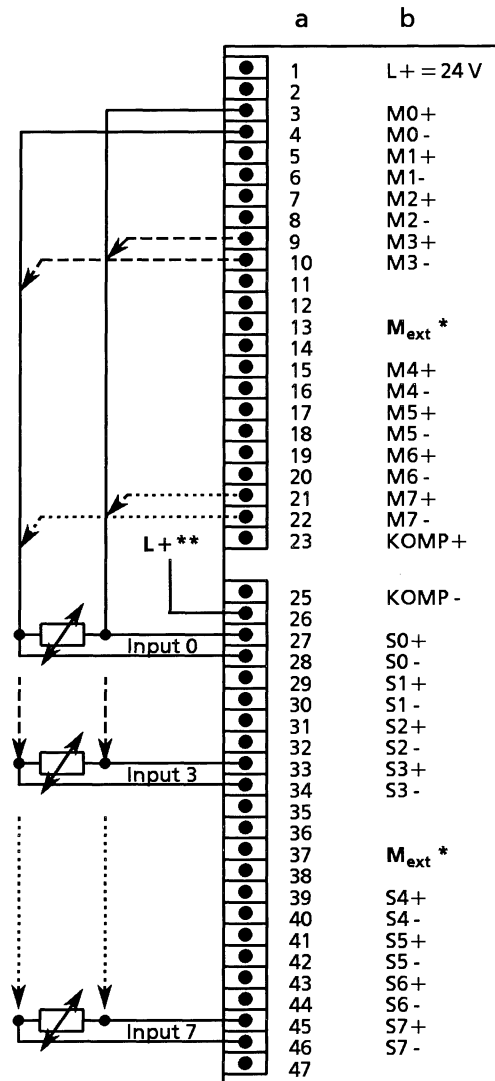 a b
1 L+ = 24 V
2
3 M0+
4 M0-
5 M1+
6 M1-
7 M2+
8 M2-
9 M3+
10 M3-
11
12
13 Mext *
14
15 M4+
16 M4-
17 M5+
18 M5-
19 M6+
20 M6-
21 M7+
22 M7-
23 KOMP+
L+**
25 KOMP-
26
27 S0+
Input 0
28 S0-
29 S1+
30 S1-
31 S2+
32 S2-
33 S3+
Input 3
34 S3-
35
36
37 Mext *
38
39 S4+
40 S4-
41 S5+
42 S5-
43 S6+
44 S6-
45 S7+
Input 7
46 S7-
47